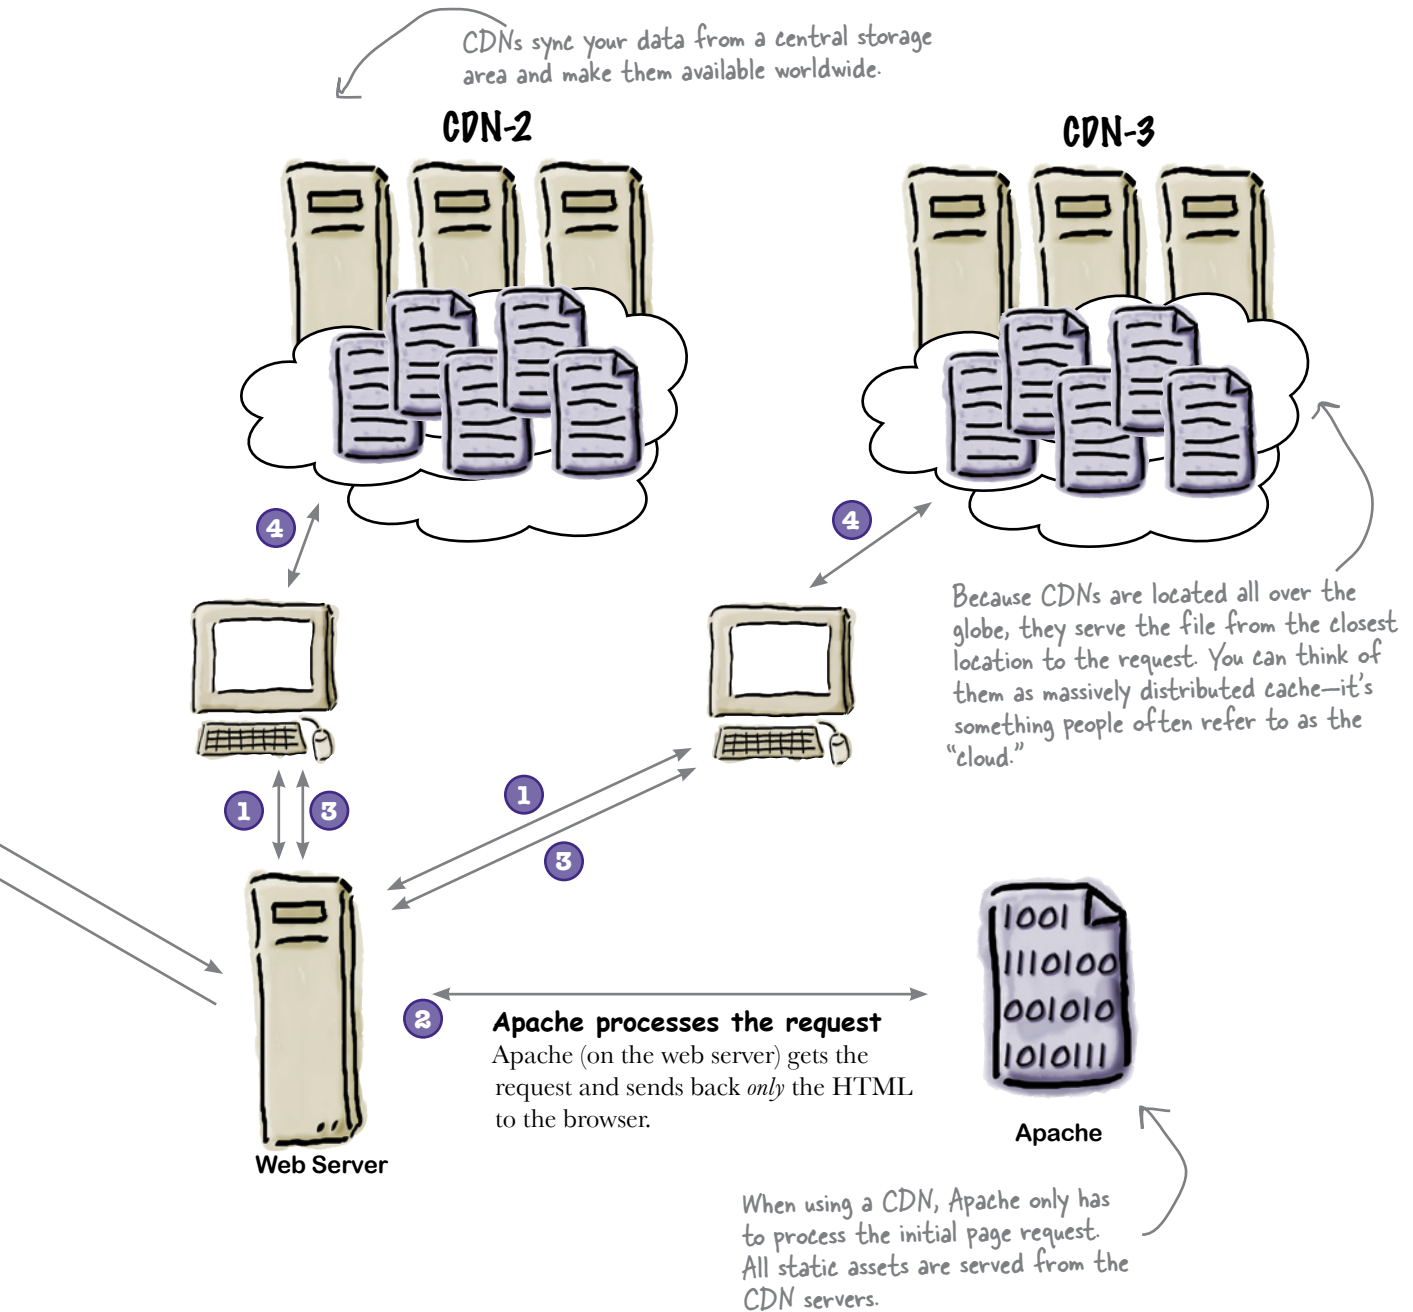 CDNs sync your data from a central storage
area and make them available worldwide.
CDN-2
CDN-3
4
4
Because CDNs are located all over the
globe, they serve the file from the closest
location to the request. You can think of
them as massively distributed cache—it's
something people often refer to as the
"cloud."
1
3
1
3
1001
1110100
001010
1010111
2
Apache processes the request
Apache (on the web server) gets the
request and sends back only the HTML
to the browser.
Apache
Web Server
When using a CDN, Apache only has
to process the initial page request.
All static assets are served from the
CDN servers.